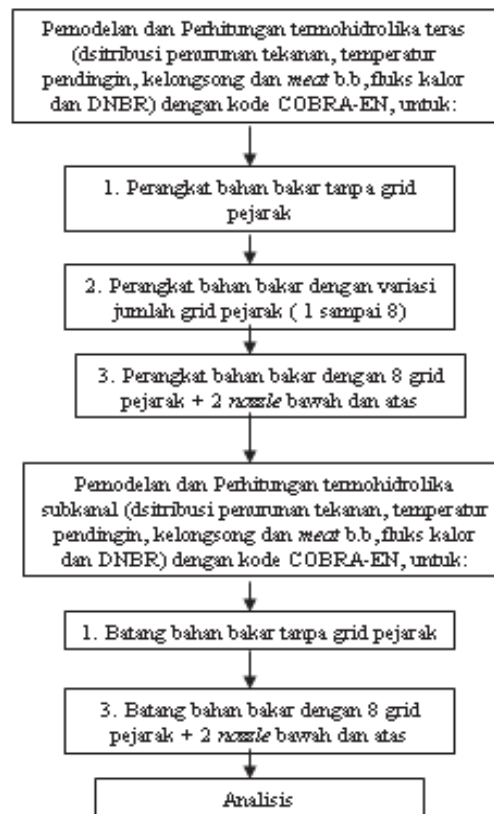 Pemodelan dan Perhitungan termohidrolika teras
(dsitribusi penurunan tekanan, temperatur
pendingin, kelongsong dan meat b.b,fluks kalor
dan DNBR) dengan kode COBRA-EN, untuk:
1. Perangkat bahan bakar tanpa grid
pejarak
2. Perangkat bahan bakar dengan variasi
jumlah grid pejarak ( 1 sampai 8)
3. Perangkat bahan bakar dengan 8 grid
pejarak + 2 nozzle bawah dan atas
Pemodelan dan Perhitungan termohidrolika
subkanal (dsitribusi penurunan tekanan, temperatur
pendingin, kelongsong dan meat b.b,fluks kalor
dan DNBR) dengan kode COBRA-EN, untuk:
1. Batang bahan bakar tanpa grid pejarak
3. Batang bahan bakar dengan 8 grid
pejarak + 2 nozzle bawah dan atas
Analisis